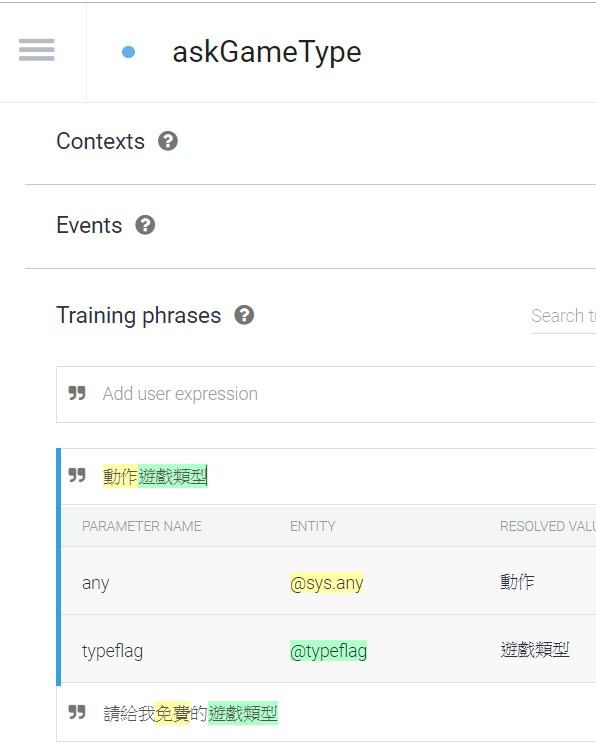 askGameType
Contexts
Events
Training phrases
Search tr
Add user expression
動作遊戲類型
PARAMETER NAME ENTITY RESOLVED VALU
any @sys.any 動作
typeflag @typeflag 遊戲類型
請給我免費的遊戲類型